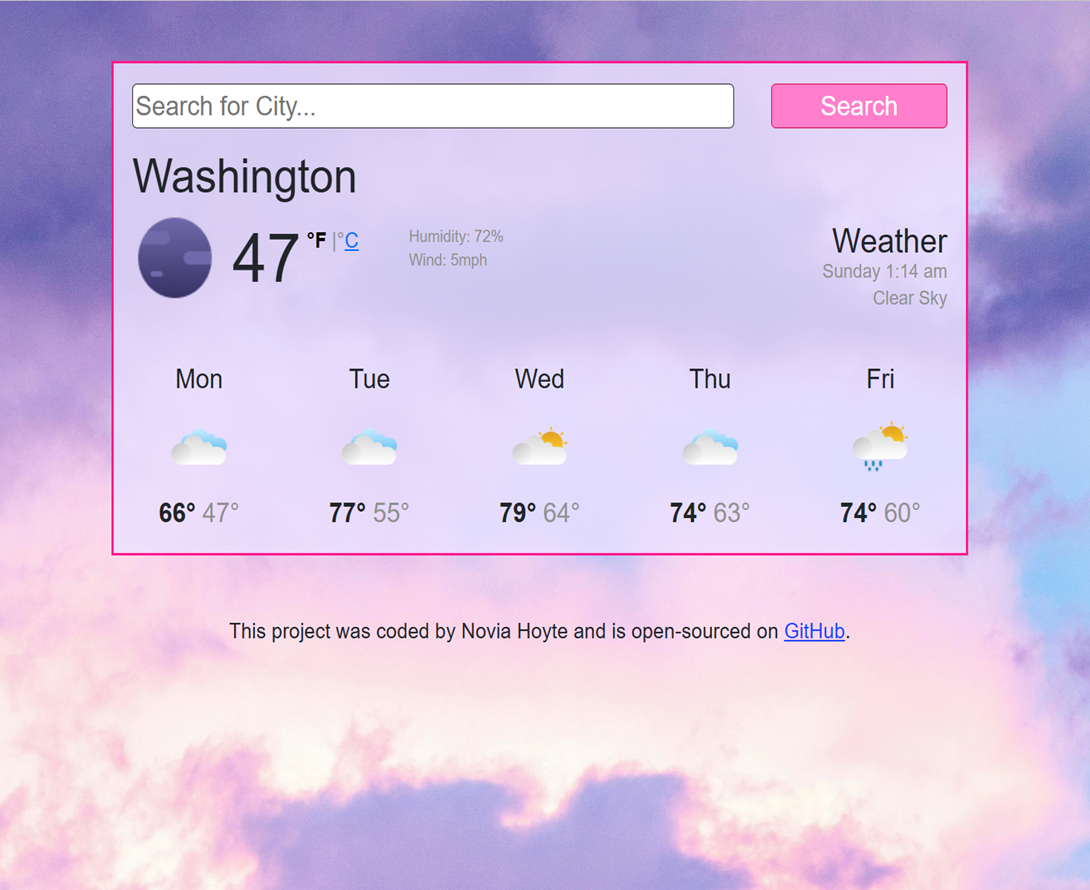 Search for City...
Search
Washington
47 °F |°C
Humidity: 72%
Wind: 5mph
Weather
Sunday 1:14 am
Clear Sky
Mon Tue Wed Thu Fri
66° 47° 77° 55° 79° 64° 74° 63° 74° 60°
This project was coded by Novia Hoyte and is open-sourced on GitHub.